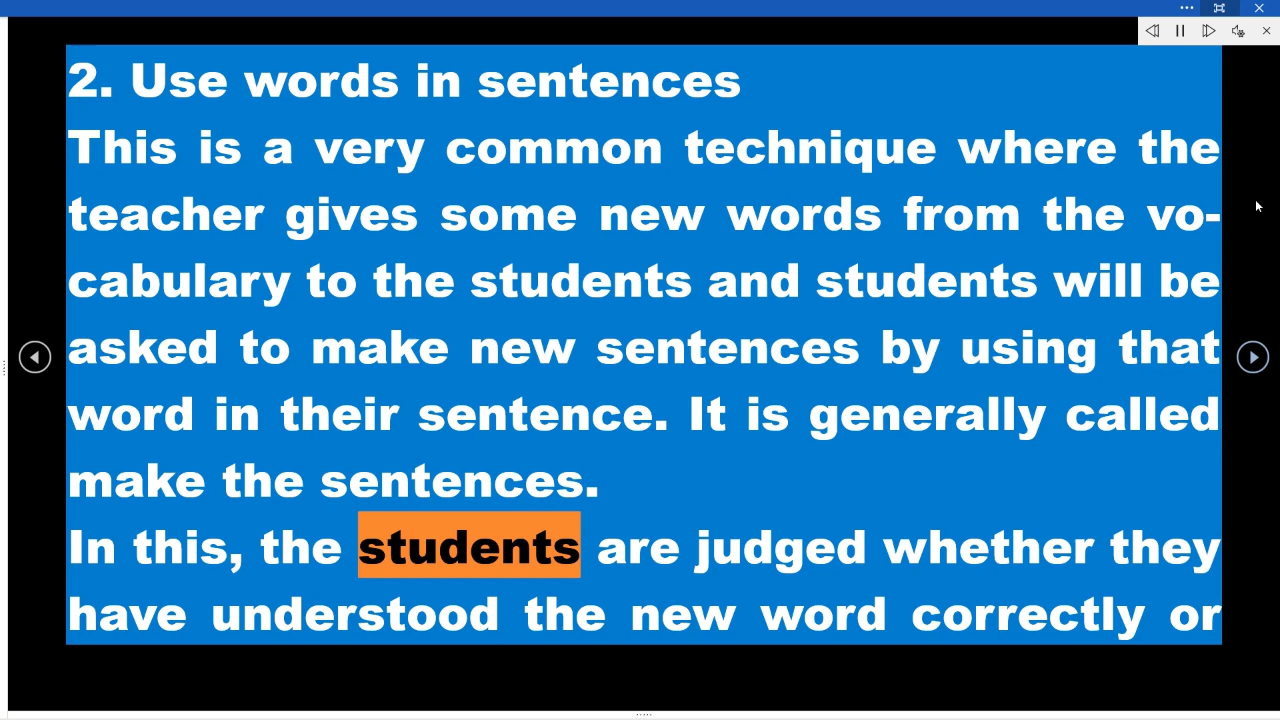 2. Use words in sentences
This is a very common technique where the
teacher gives some new words from the vo-
cabulary to the students and students will be
asked to make new sentences by using that
word in their sentence. It is generally called
make the sentences.
In this, the students are judged whether they
have understood the new word correctly or